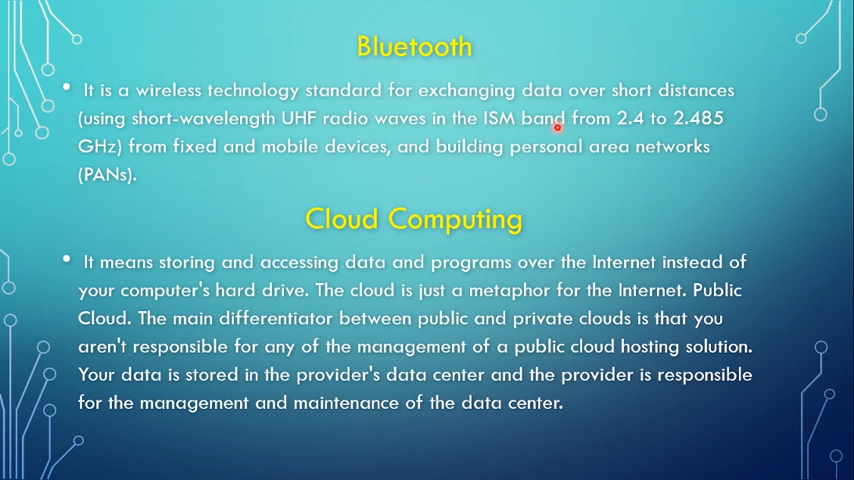 Bluetooth
• It is a wireless technology standard for exchanging data over short distances
(using short-wavelength UHF radio waves in the ISM band from 2.4 to 2.485
GHz) from fixed and mobile devices, and building personal area networks
(PANs).
Cloud Computing
• It means storing and accessing data and programs over the Internet instead of
your computer's hard drive. The cloud is just a metaphor for the Internet. Public
Cloud. The main differentiator between public and private clouds is that you
aren't responsible for any of the management of a public cloud hosting solution.
Your data is stored in the provider's data center and the provider is responsible
for the management and maintenance of the data center.